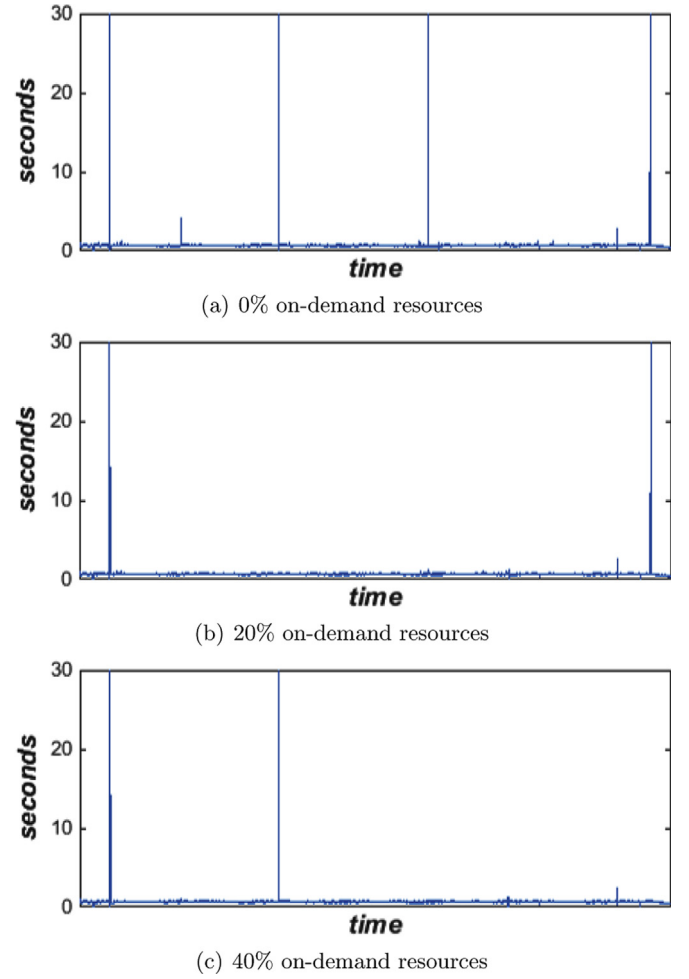 30
20
seconds
10
0
time
(a) 0% on-demand resources
30
20
seconds
10
0
time
(b) 20% on-demand resources
30
20
seconds
10
0
time
(c) 40% on-demand resources